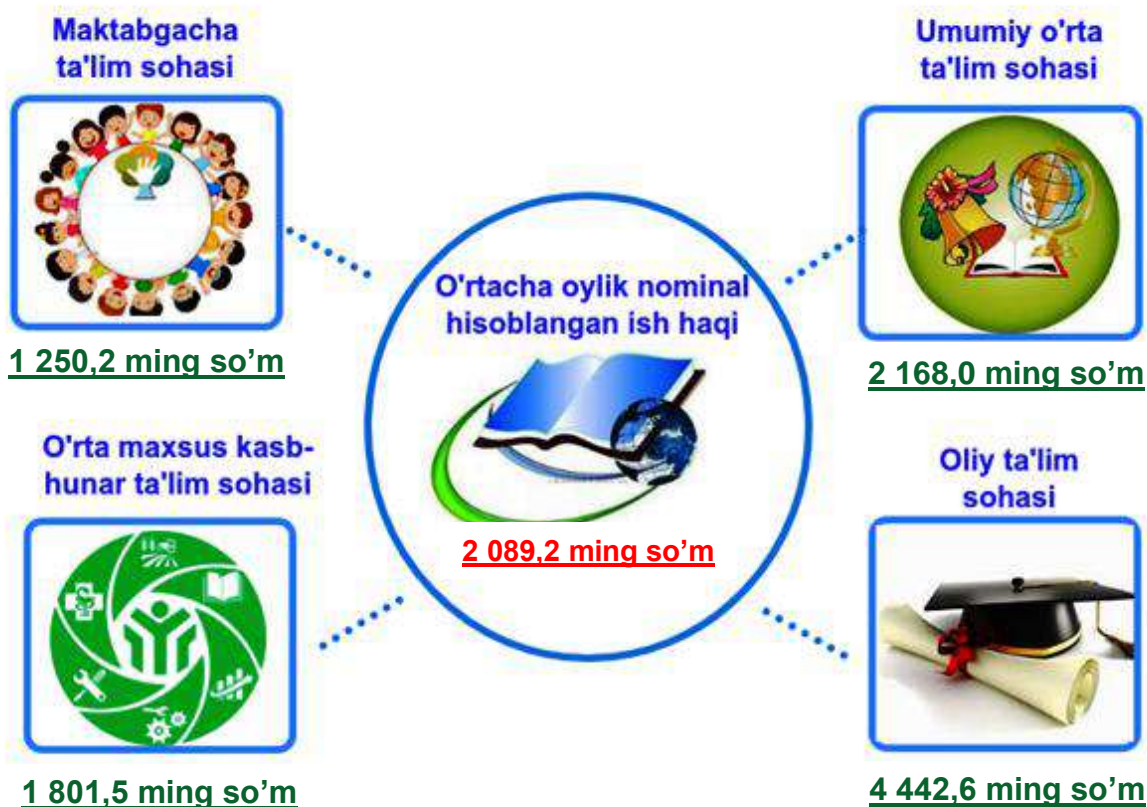 Maktabgacha
ta'lim sohasi
1 250,2 ming so’m
Umumiy o'rta
ta'lim sohasi
2 168,0 ming so’m
O'rtacha oylik nominal
hisoblangan ish haqi
2 089,2 ming so’m
O'rta maxsus kasb-
hunar ta'lim sohasi
1 801,5 ming so’m
Oliy ta'lim
sohasi
4 442,6 ming so’m